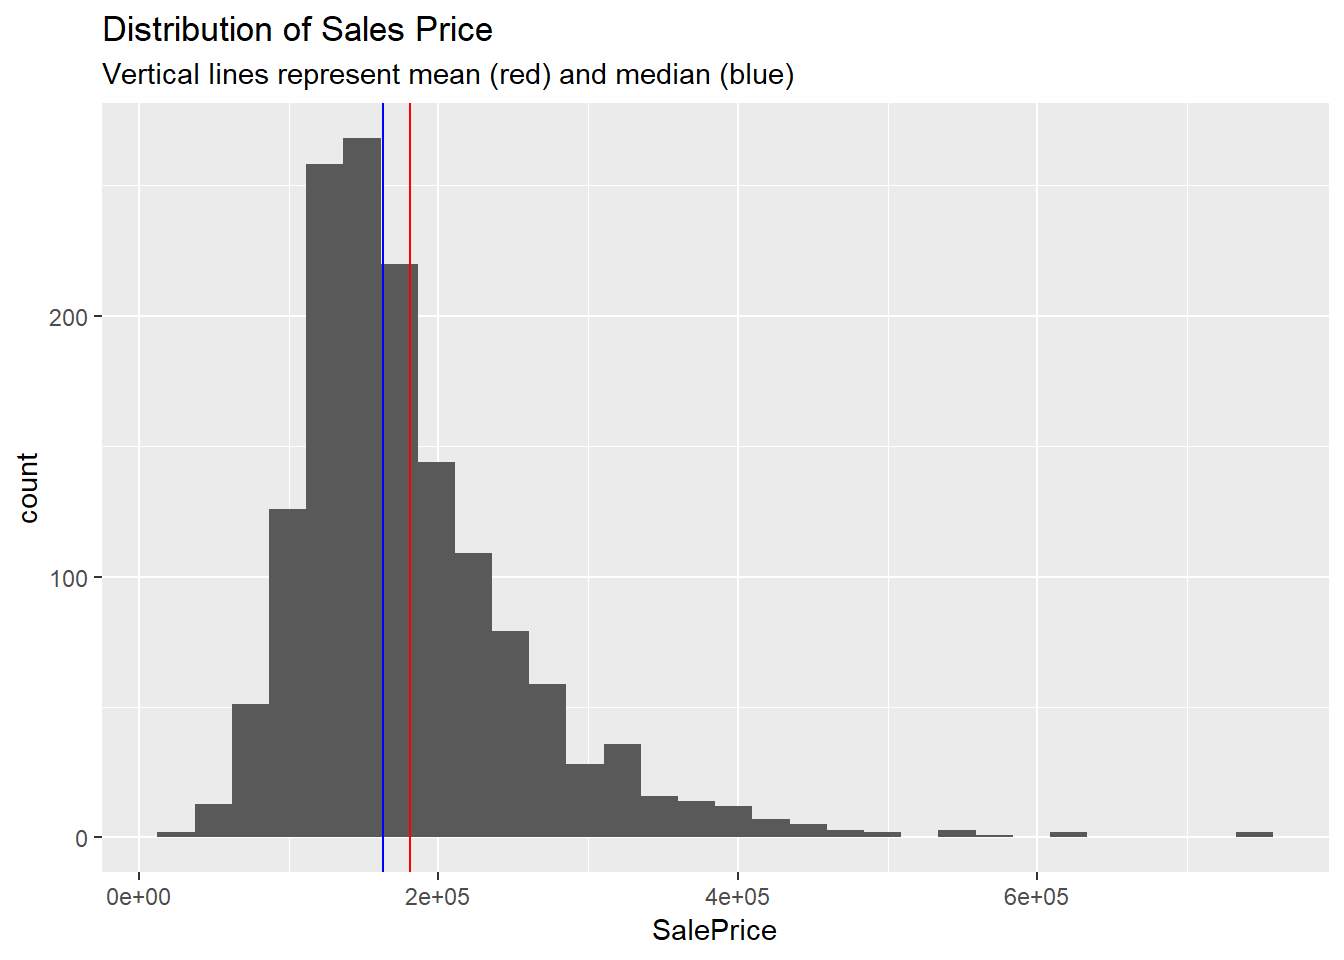 Distribution of Sales Price
Vertical lines represent mean (red) and median (blue)
count
200
100
0
0e+00 2e+05 4e+05 6e+05
SalePrice